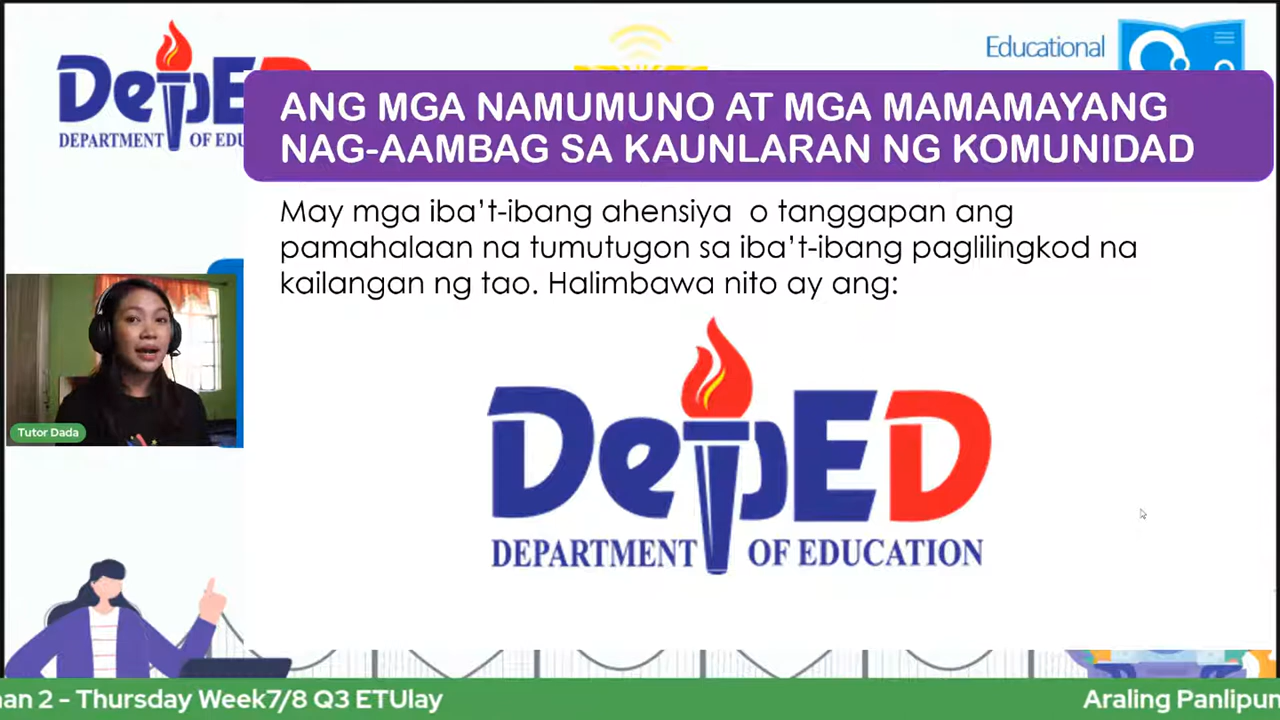 DepED
DEPARTMENT OF EDU
Educational
ANG MGA NAMUMUNO AT MGA MAMAMAYANG
NAG-AAMBAG SA KAUNLARAN NG KOMUNIDAD
May mga iba't-ibang ahensiya o tanggapan ang
pamahalaan na tumutugon sa iba't-ibang paglilingkod na
kailangan ng tao. Halimbawa nito ay ang:
Tutor Dada
DepED
DEPARTMENT OF EDUCATION
an 2 - Thursday Week7/8 Q3 ETUlay
Araling Panlipun